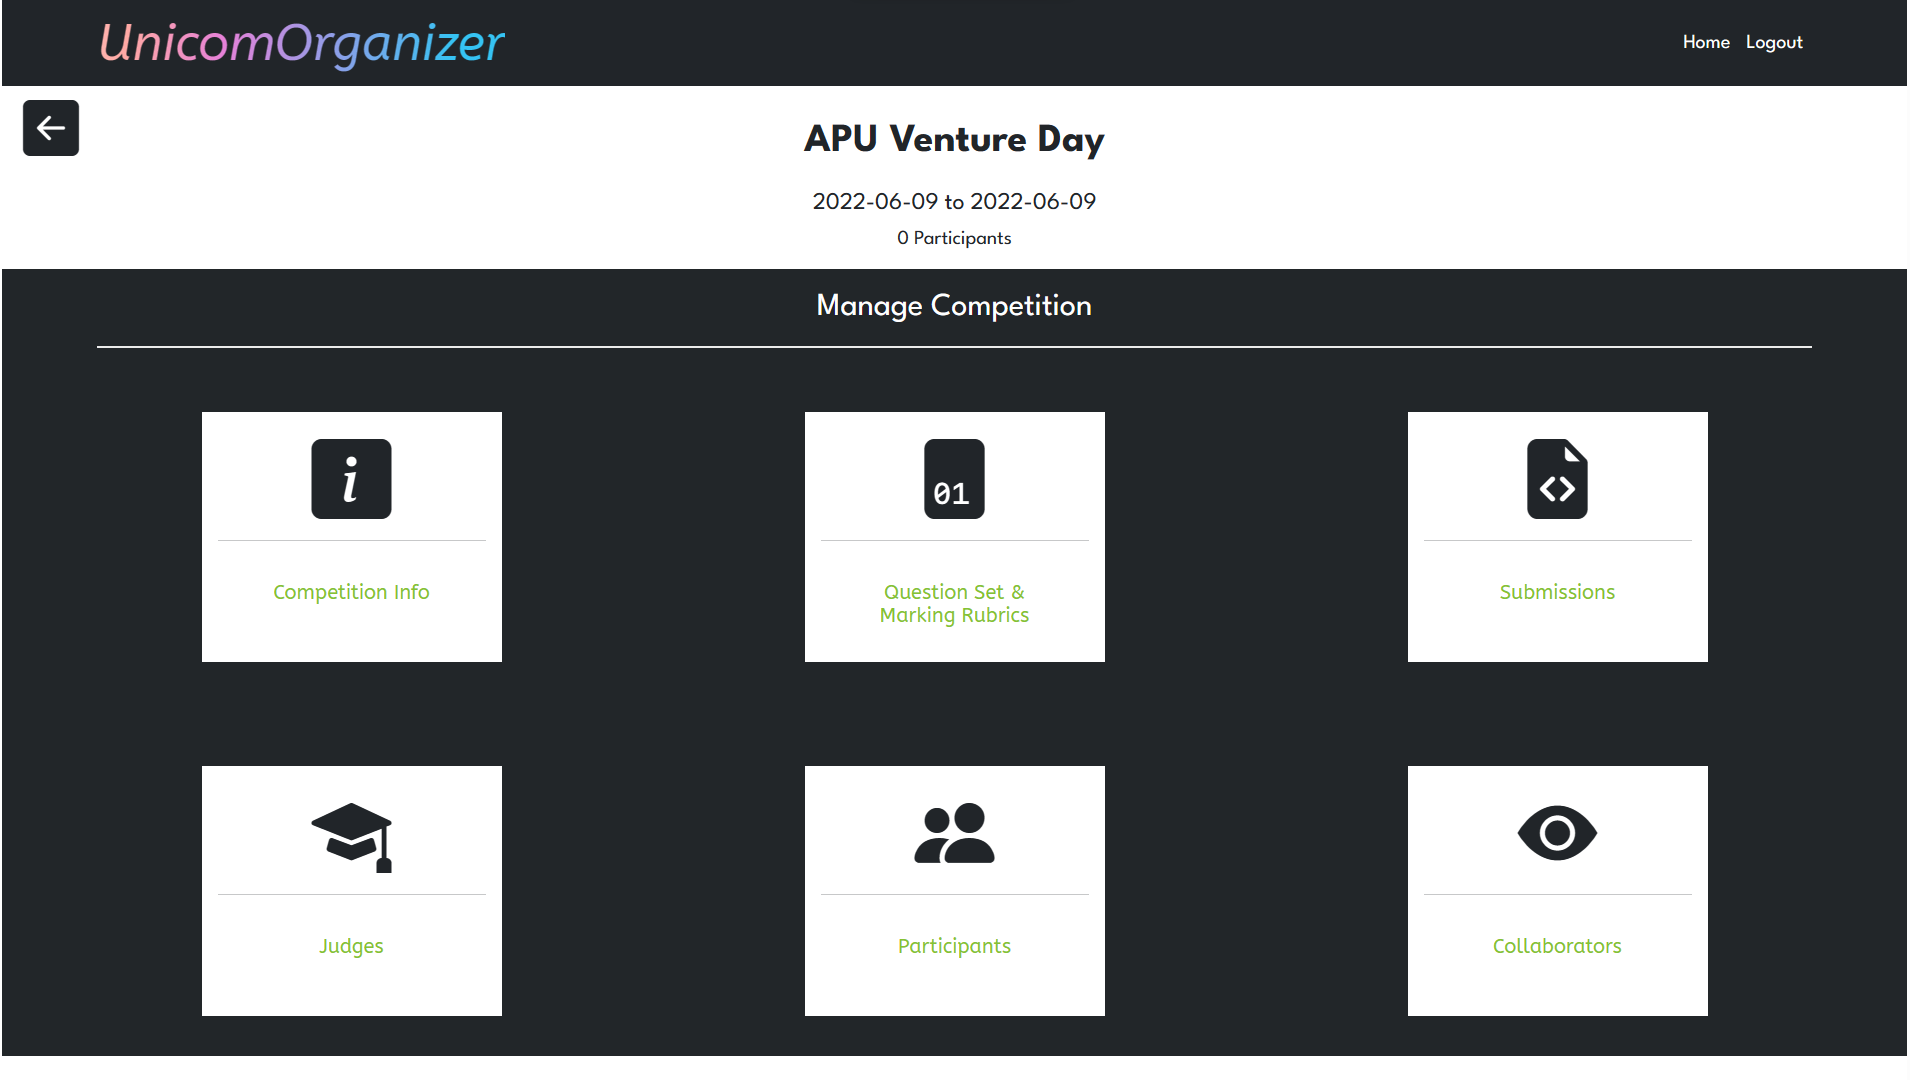 UnicomOrganizer
Home Logout
APU Venture Day
2022-06-09 to 2022-06-09
0 Participants
Manage Competition
i
01
Competition Info
Question Set &
Marking Rubrics
Submissions
Judges
Participants
Collaborators